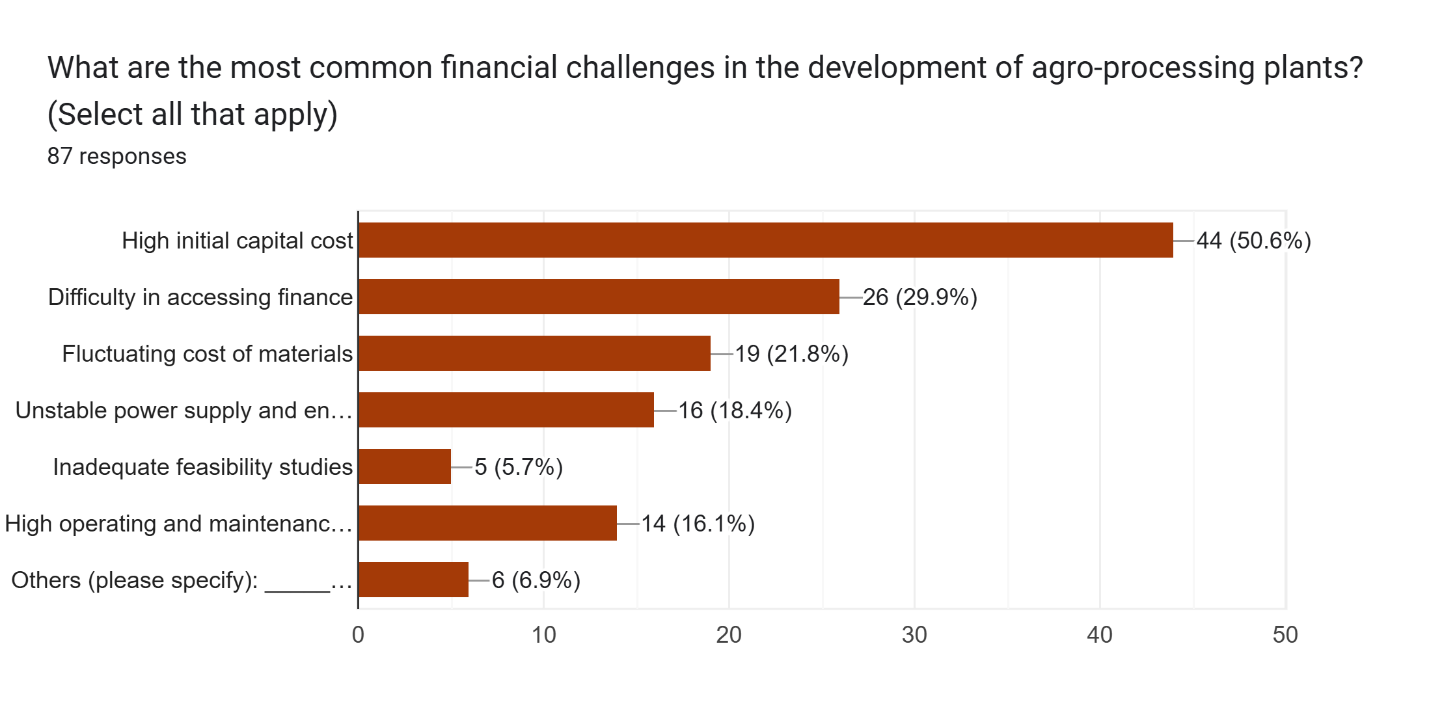 What are the most common financial challenges in the development of agro-processing plants?
(Select all that apply)
87 responses
High initial capital cost 44 (50.6%)
Difficulty in accessing finance 26 (29.9%)
Fluctuating cost of materials 19 (21.8%)
Unstable power supply and en… 16 (18.4%)
Inadequate feasibility studies 5 (5.7%)
High operating and maintenanc… 14 (16.1%)
Others (please specify): _____… 6 (6.9%)
0 10 20 30 40 50